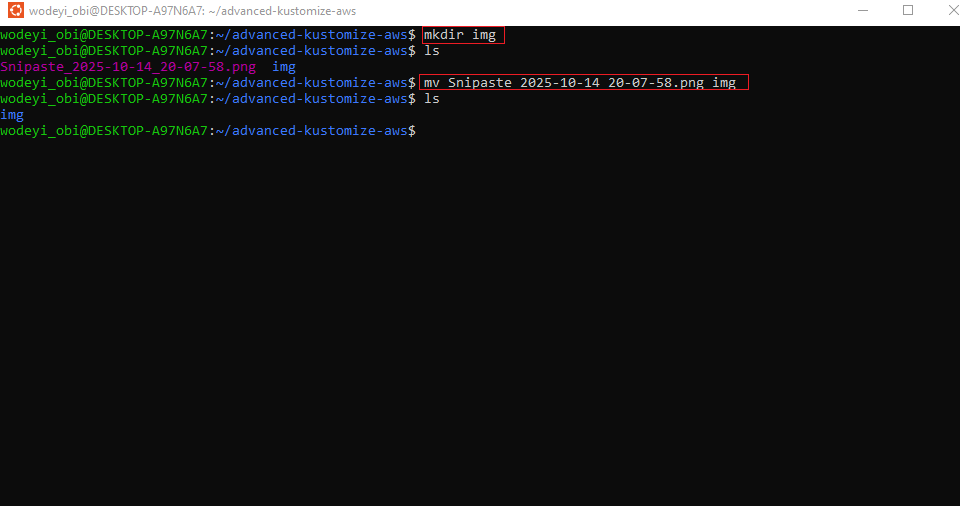 wodeyi_obi@DESKTOP-A97N6A7: ~/advanced-kustomize-aws
wodeyi_obi@DESKTOP-A97N6A7:~/advanced-kustomize-aws$ mkdir img
wodeyi_obi@DESKTOP-A97N6A7:~/advanced-kustomize-aws$ ls
Snipaste_2025-10-14_20-07-58.png  img
wodeyi_obi@DESKTOP-A97N6A7:~/advanced-kustomize-aws$ mv Snipaste_2025-10-14_20-07-58.png img
wodeyi_obi@DESKTOP-A97N6A7:~/advanced-kustomize-aws$ ls
img
wodeyi_obi@DESKTOP-A97N6A7:~/advanced-kustomize-aws$